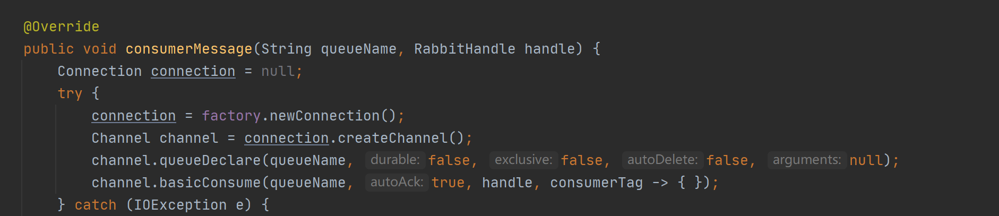 @Override
public void consumerMessage(String queueName, RabbitHandle handle) {
Connection connection = null;
try {
connection = factory.newConnection();
Channel channel = connection.createChannel();
channel.queueDeclare(queueName, durable: false, exclusive: false, autoDelete: false, arguments: null);
channel.basicConsume(queueName, autoAck: true, handle, consumerTag -> { });
} catch (IOException e) {